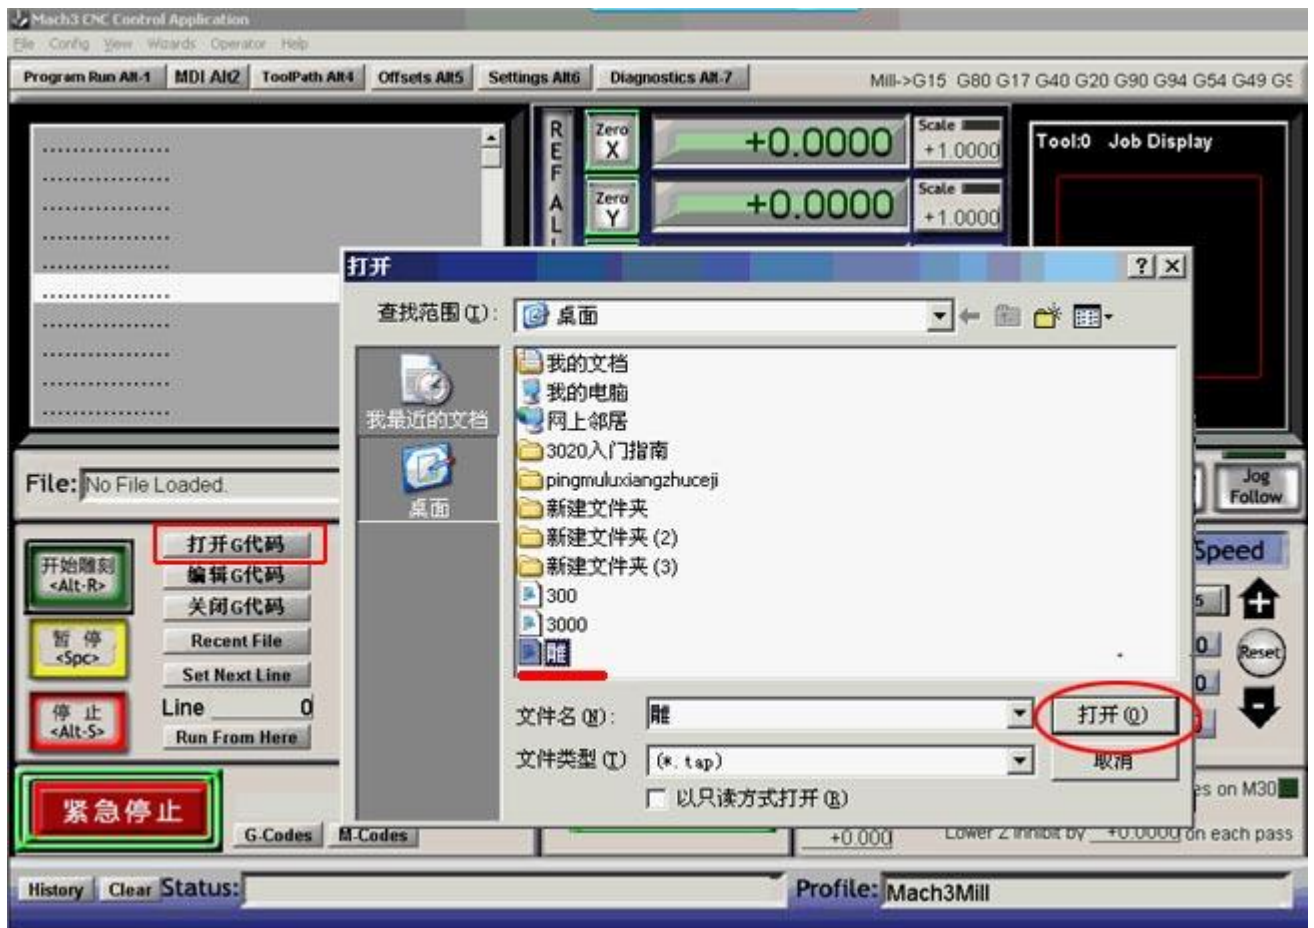 Mach3 CNC Control Application
File Config View Wizards Operator Help
Program Run Alt-1 MDI Alt2 ToolPath Alt4 Offsets Alt5 Settings Alt6 Diagnostics Alt-7 Mill->G15 G80 G17 G40 G20 G90 G94 G54 G49 G9
REF ALL
Zero X +0.0000 Scale +1.0000
Tool:0 Job Display
Zero Y +0.0000 Scale +1.0000
打开
查找范围(I): 桌面
我的文档
我的电脑
我最近的文档
网上邻居
3020入门指南
pingmuluxiangzhuceji
桌面
新建文件夹
新建文件夹 (2)
新建文件夹 (3)
300
3000
雕
文件名(N): 雕 打开(O)
文件类型(T) (*.tap) 取消
以只读方式打开(R)
File: No File Loaded.
Jog Follow
开始雕刻 <Alt-R>
打开G代码
编辑G代码
关闭G代码
暂 停 <Spc>
Recent File
Set Next Line
停 止 <Alt-S>
Line 0
Run From Here
Speed
Reset
紧急停止
G-Codes M-Codes
es on M30
+0.000 Lower Z Inhibit by +0.0000 on each pass
History Clear Status: Profile: Mach3Mill